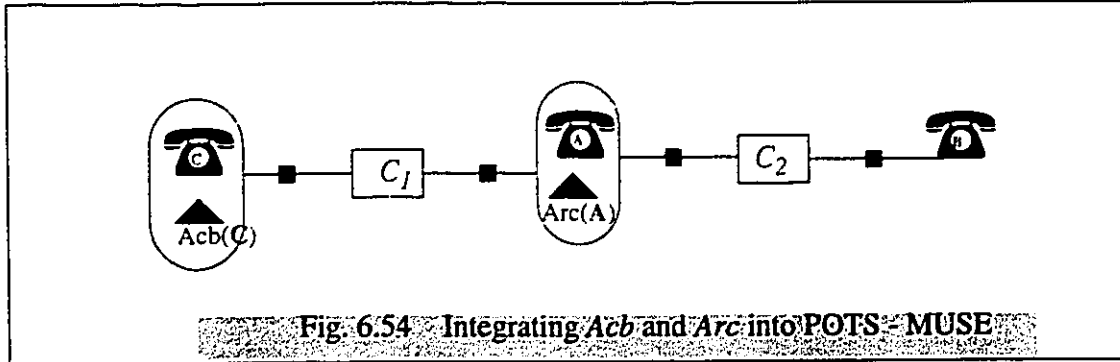 C
C1
Acb(C)
A
Arc(A)
C2
Fig. 6.54 Integrating Acb and Arc into POTS - MUSE